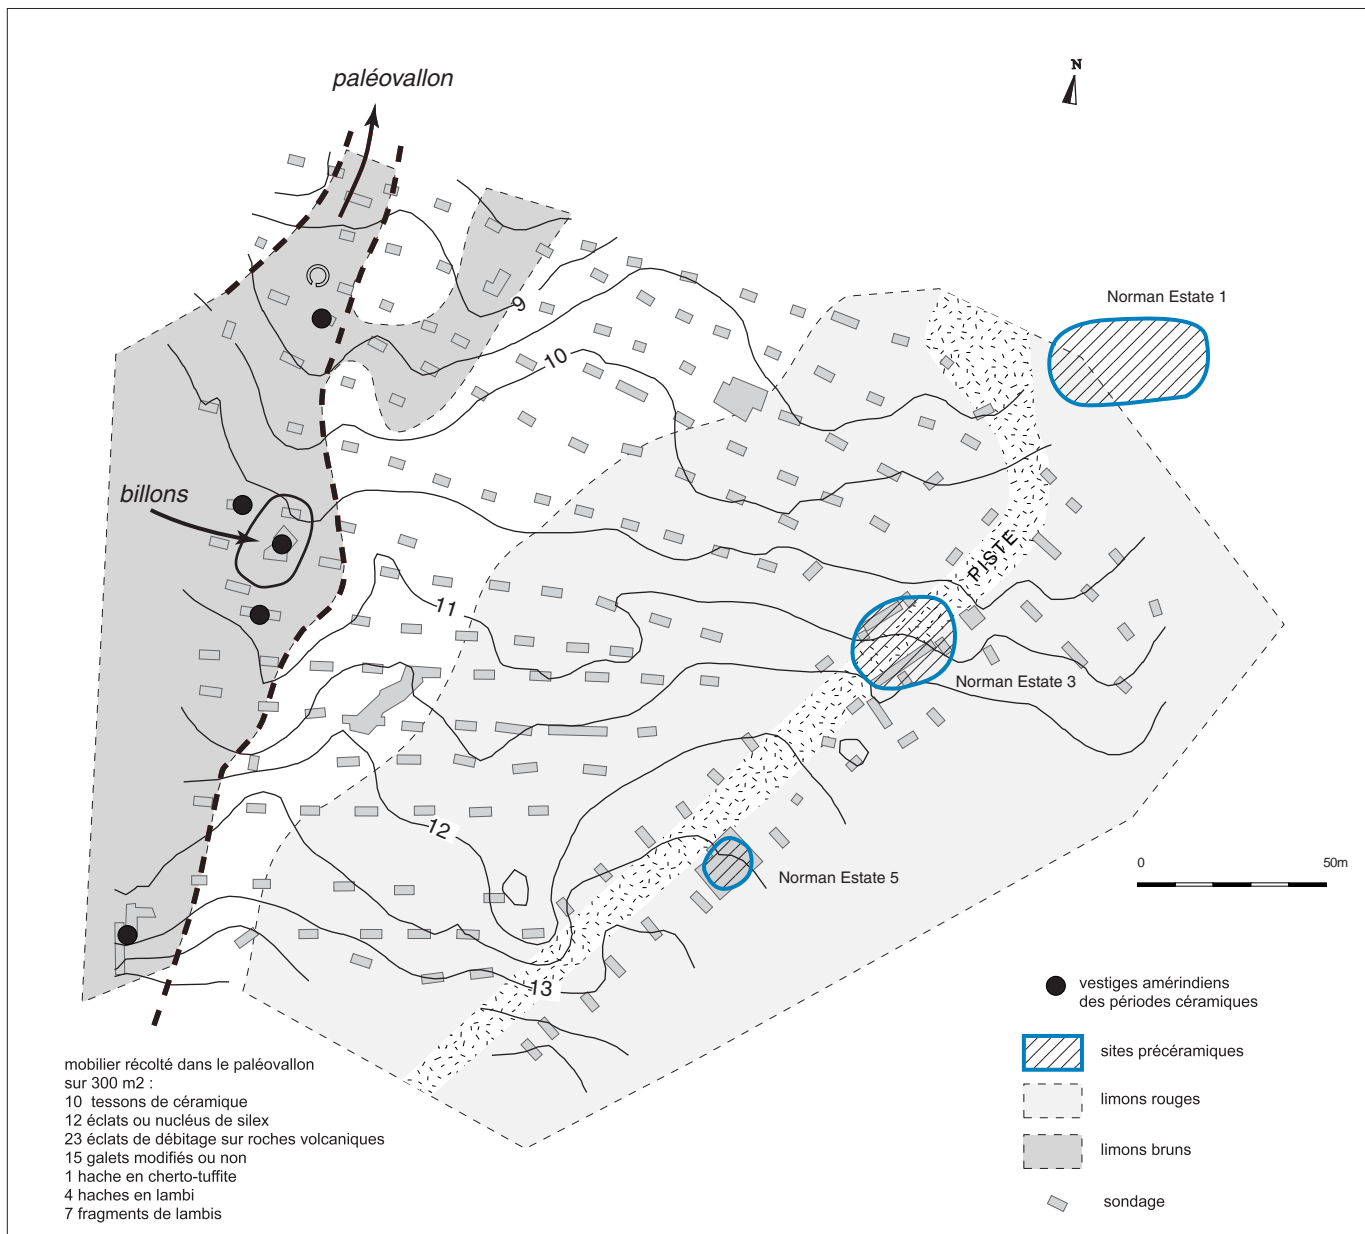 paléovallon
N
Norman Estate 1
9
10
billons
PISTE
11
Norman Estate 3
12
Norman Estate 5
0 50m
13
vestiges amérindiens
des périodes céramiques
sites précéramiques
limons rouges
limons bruns
sondage
mobilier récolté dans le paléovallon
sur 300 m2 :
10 tessons de céramique
12 éclats ou nucléus de silex
23 éclats de débitage sur roches volcaniques
15 galets modifiés ou non
1 hache en cherto-tuffite
4 haches en lambi
7 fragments de lambis